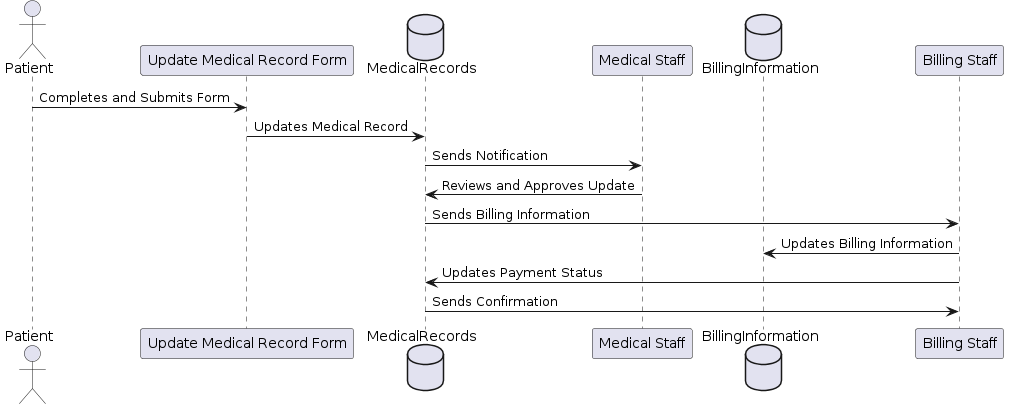 Patient
Update Medical Record Form
MedicalRecords
Medical Staff
BillingInformation
Billing Staff
Completes and Submits Form
Updates Medical Record
Sends Notification
Reviews and Approves Update
Sends Billing Information
Updates Billing Information
Updates Payment Status
Sends Confirmation
Patient
Update Medical Record Form
MedicalRecords
Medical Staff
BillingInformation
Billing Staff